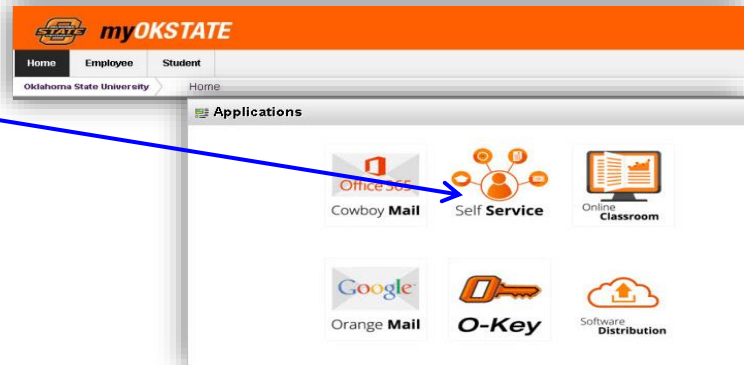 STATE myOKSTATE
Home Employee Student
Oklahoma State University Home
Applications
Office 365
Cowboy Mail
Self Service
Online
Classroom
Google
Orange Mail
O-Key
Software
Distribution